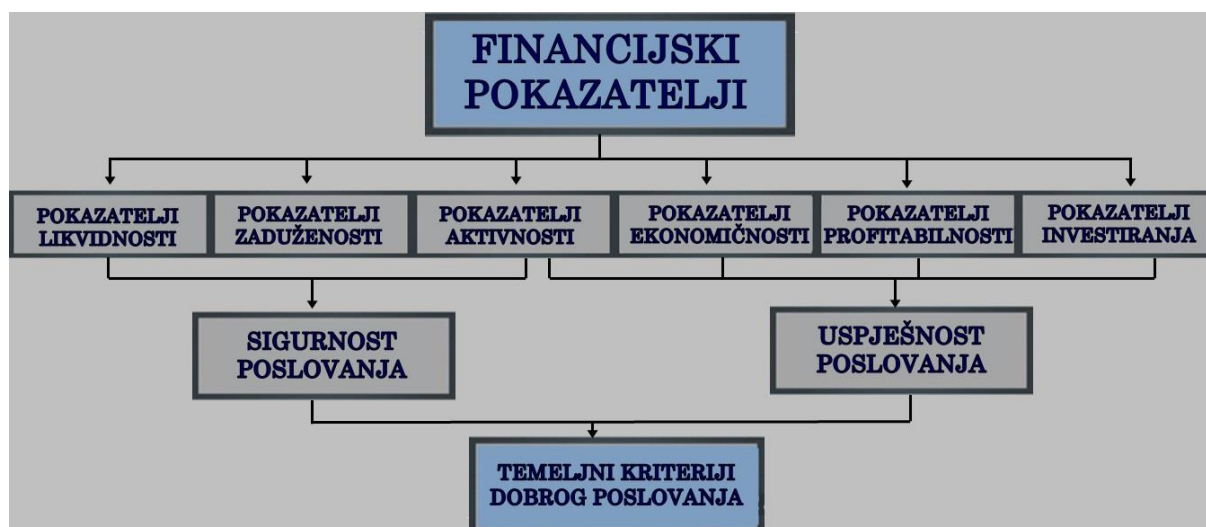 FINANCIJSKI
POKAZATELJI
POKAZATELJI
LIKVIDNOSTI
POKAZATELJI
ZADUŽENOSTI
POKAZATELJI
AKTIVNOSTI
POKAZATELJI
EKONOMIČNOSTI
POKAZATELJI
PROFITABILNOSTI
POKAZATELJI
INVESTIRANJA
SIGURNOST
POSLOVANJA
USPJEŠNOST
POSLOVANJA
TEMELJNI KRITERIJI
DOBROG POSLOVANJA